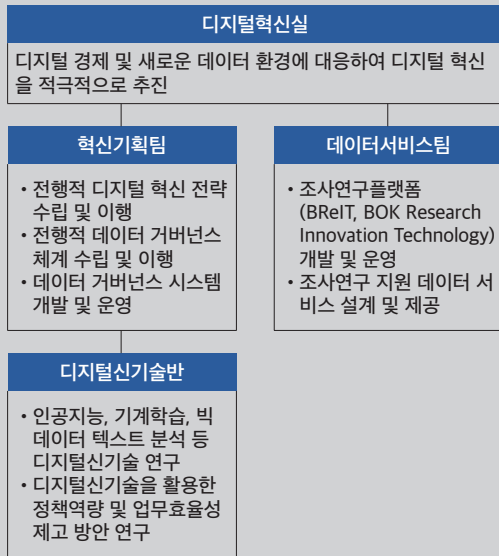 디지털혁신실
디지털 경제 및 새로운 데이터 환경에 대응하여 디지털 혁신
을 적극적으로 추진
혁신기획팀
• 전행적 디지털 혁신 전략
수립 및 이행
• 전행적 데이터 거버넌스
체계 수립 및 이행
• 데이터 거버넌스 시스템
개발 및 운영
데이터서비스팀
• 조사연구플랫폼
(BReIT, BOK Research
Innovation Technology)
개발 및 운영
• 조사연구 지원 데이터 서
비스 설계 및 제공
디지털신기술반
• 인공지능, 기계학습, 빅
데이터 텍스트 분석 등
디지털신기술 연구
• 디지털신기술을 활용한
정책역량 및 업무효율성
제고 방안 연구